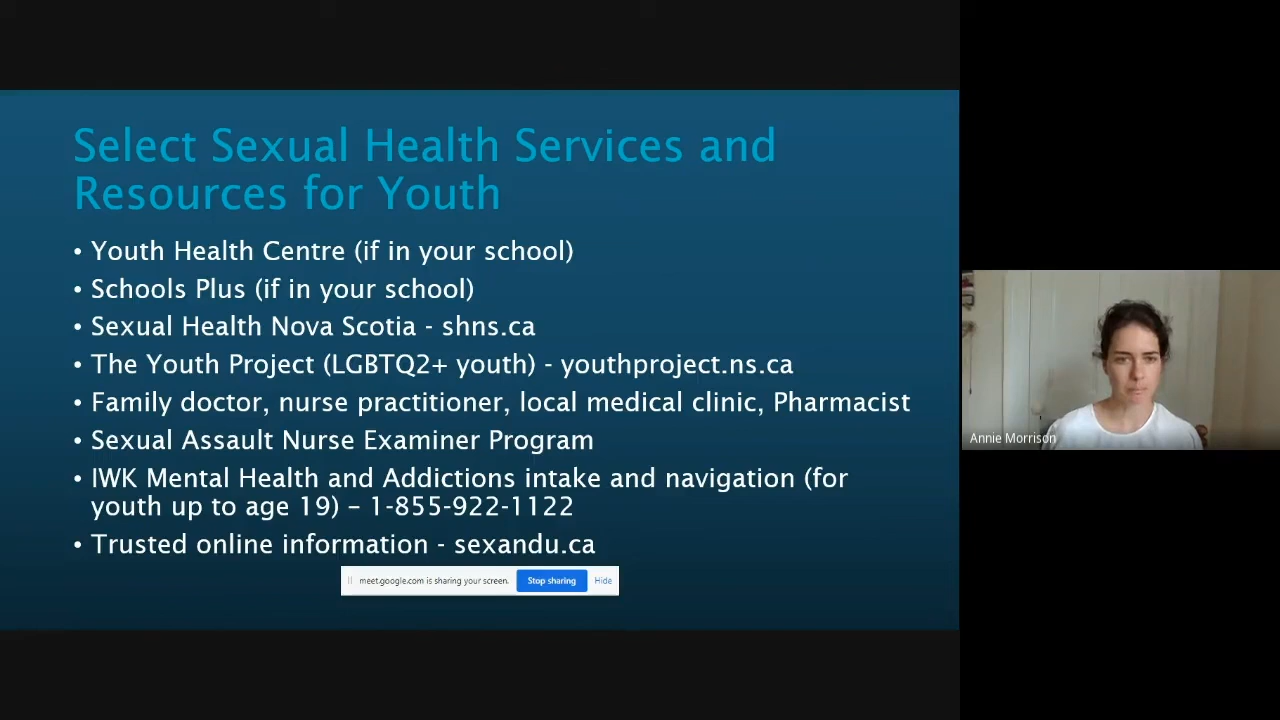 Select Sexual Health Services and
Resources for Youth
• Youth Health Centre (if in your school)
• Schools Plus (if in your school)
• Sexual Health Nova Scotia - shns.ca
• The Youth Project (LGBTQ2+ youth) - youthproject.ns.ca
• Family doctor, nurse practitioner, local medical clinic, Pharmacist
• Sexual Assault Nurse Examiner Program
• IWK Mental Health and Addictions intake and navigation (for
youth up to age 19) – 1-855-922-1122
• Trusted online information - sexandu.ca
meet.google.com is sharing your screen. Stop sharing Hide
Annie Morrison